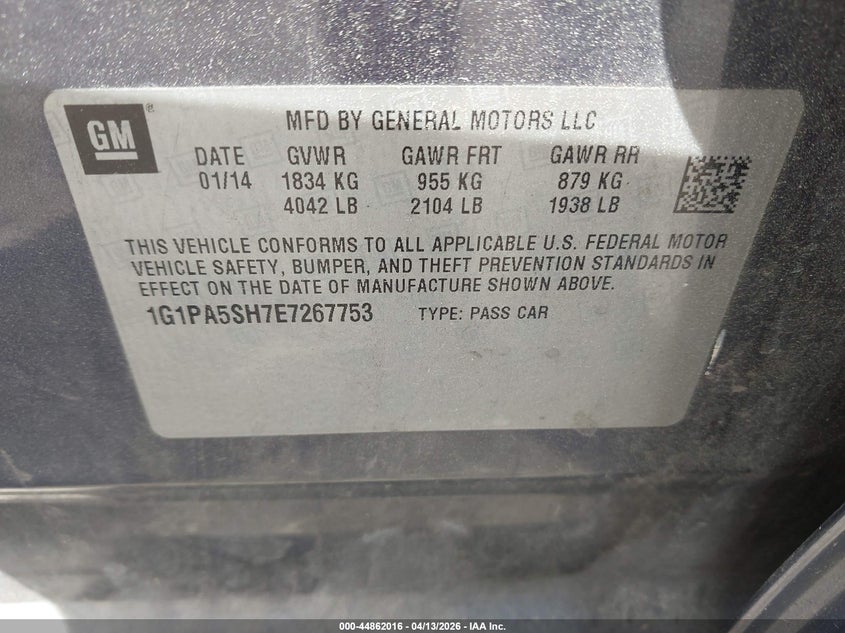 GM ®
MFD BY GENERAL MOTORS LLC
DATE GVWR GAWR FRT GAWR RR
01/14 1834 KG 955 KG 879 KG
4042 LB 2104 LB 1938 LB
THIS VEHICLE CONFORMS TO ALL APPLICABLE U.S. FEDERAL MOTOR
VEHICLE SAFETY, BUMPER, AND THEFT PREVENTION STANDARDS IN
EFFECT ON THE DATE OF MANUFACTURE SHOWN ABOVE.
1G1PA5SH7E7267753 TYPE: PASS CAR
000-44862016 - 04/13/2026 - IAA Inc.